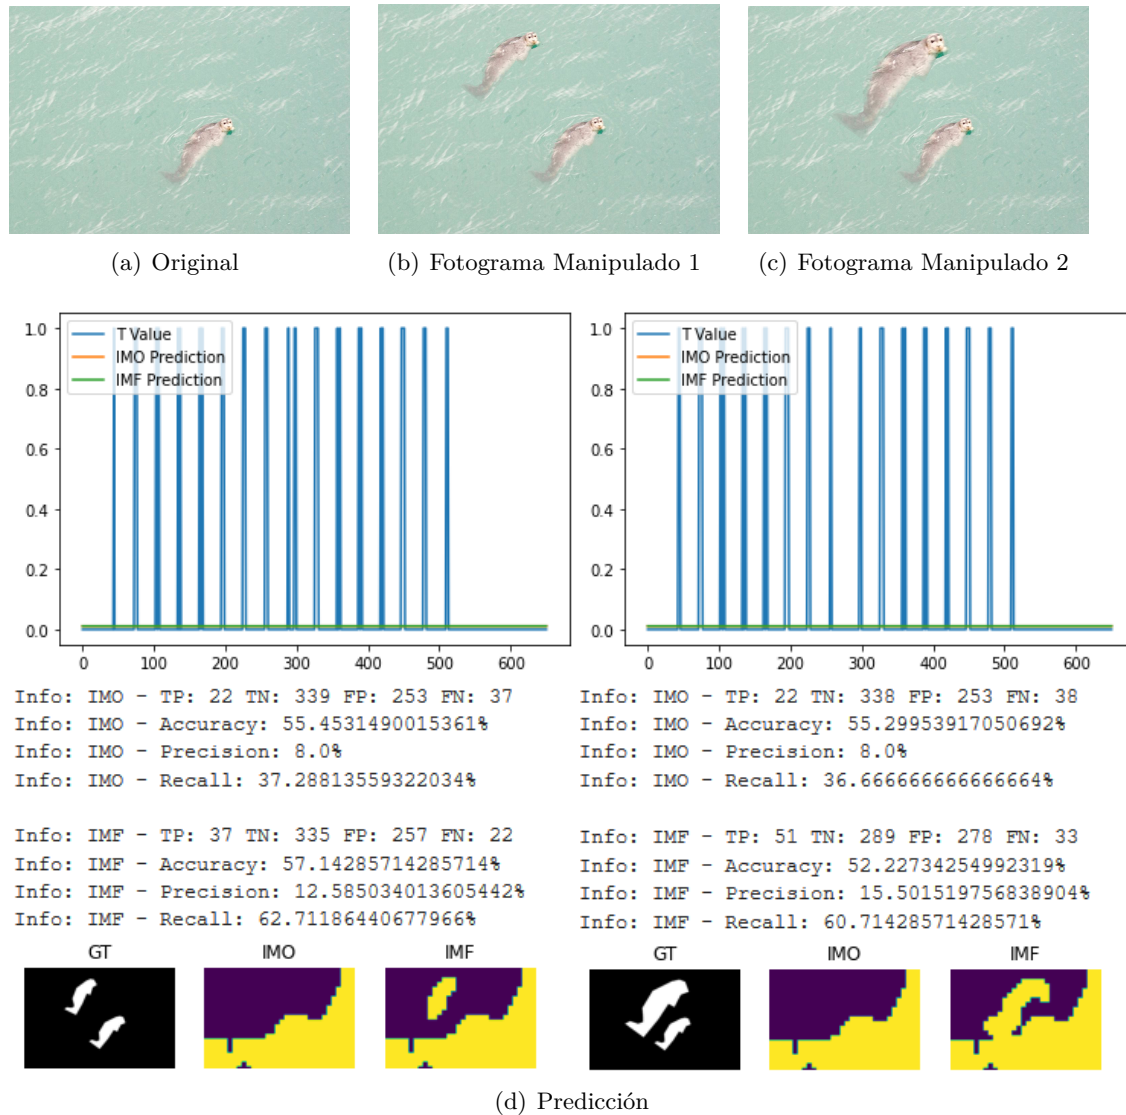 (a) Original
(b) Fotograma Manipulado 1
(c) Fotograma Manipulado 2
1.0
0.8
0.6
0.4
0.2
0.0
T Value
IMO Prediction
IMF Prediction
0 100 200 300 400 500 600
1.0
0.8
0.6
0.4
0.2
0.0
T Value
IMO Prediction
IMF Prediction
0 100 200 300 400 500 600
Info: IMO - TP: 22 TN: 339 FP: 253 FN: 37
Info: IMO - Accuracy: 55.4531490015361%
Info: IMO - Precision: 8.0%
Info: IMO - Recall: 37.28813559322034%
Info: IMF - TP: 37 TN: 335 FP: 257 FN: 22
Info: IMF - Accuracy: 57.142857142857 14%
Info: IMF - Precision: 12.585034013605442%
Info: IMF - Recall: 62.71186440677966%
GT IMO IMF
Info: IMO - TP: 22 TN: 338 FP: 253 FN: 38
Info: IMO - Accuracy: 55.29953917050692%
Info: IMO - Precision: 8.0%
Info: IMO - Recall: 36.666666666666664%
Info: IMF - TP: 51 TN: 289 FP: 278 FN: 33
Info: IMF - Accuracy: 52.22734254992319%
Info: IMF - Precision: 15.501519756838904%
Info: IMF - Recall: 60.71428571428571%
GT IMO IMF
(d) Predicción